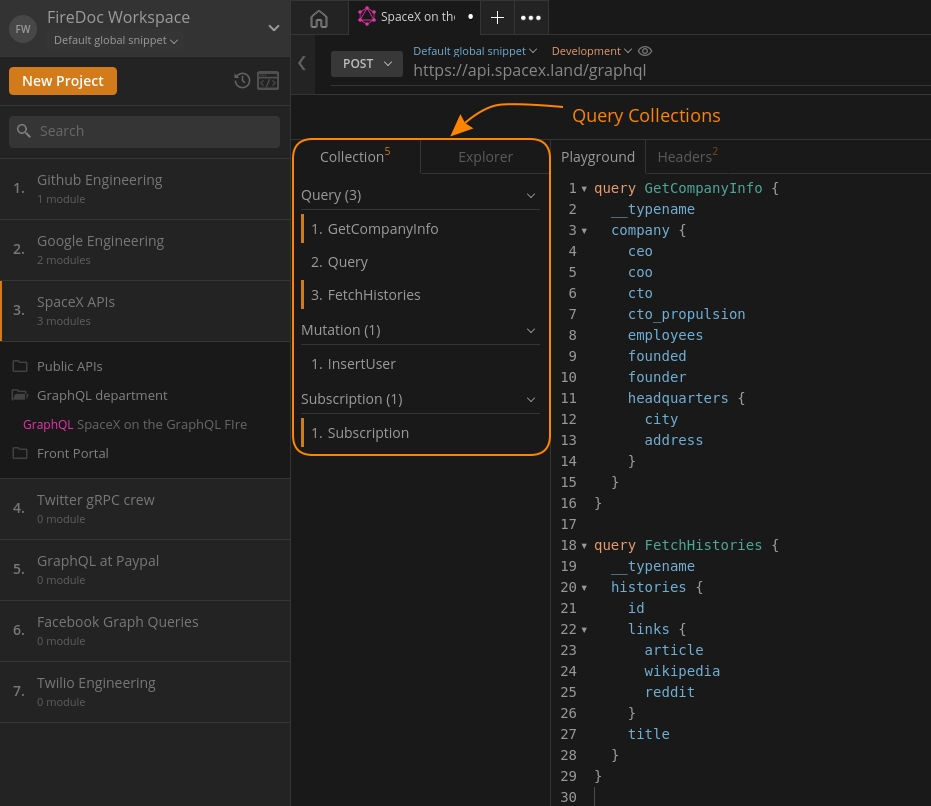 FW
FireDoc Workspace
Default global snippet
New Project
Search
1. Github Engineering
1 module
2. Google Engineering
2 modules
3. SpaceX APIs
3 modules
Public APIs
GraphQL department
GraphQL SpaceX on the GraphQL FIre
Front Portal
4. Twitter gRPC crew
0 module
5. GraphQL at Paypal
0 module
6. Facebook Graph Queries
0 module
7. Twilio Engineering
0 module
SpaceX on the
POST
Default global snippet Development
https://api.spacex.land/graphql
Query Collections
Collection 5 Explorer
Query (3)
1. GetCompanyInfo
2. Query
3. FetchHistories
Mutation (1)
1. InsertUser
Subscription (1)
1. Subscription
Playground Headers 2
1 query GetCompanyInfo {
2 __typename
3 company {
4 ceo
5 coo
6 cto
7 cto_propulsion
8 employees
9 founded
10 founder
11 headquarters {
12 city
13 address
14 }
15 }
16 }
17
18 query FetchHistories {
19 __typename
20 histories {
21 id
22 links {
23 article
24 wikipedia
25 reddit
26 }
27 title
28 }
29 }
30